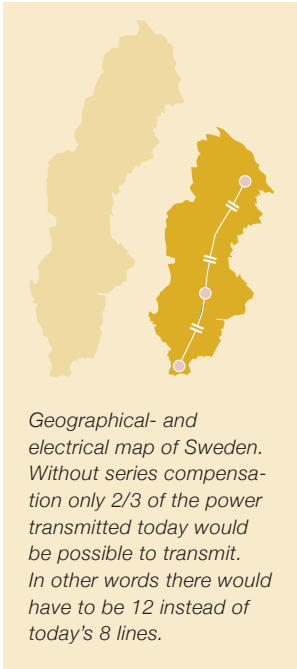 Geographical- and
electrical map of Sweden.
Without series compensa-
tion only 2/3 of the power
transmitted today would
be possible to transmit.
In other words there would
have to be 12 instead of
today's 8 lines.